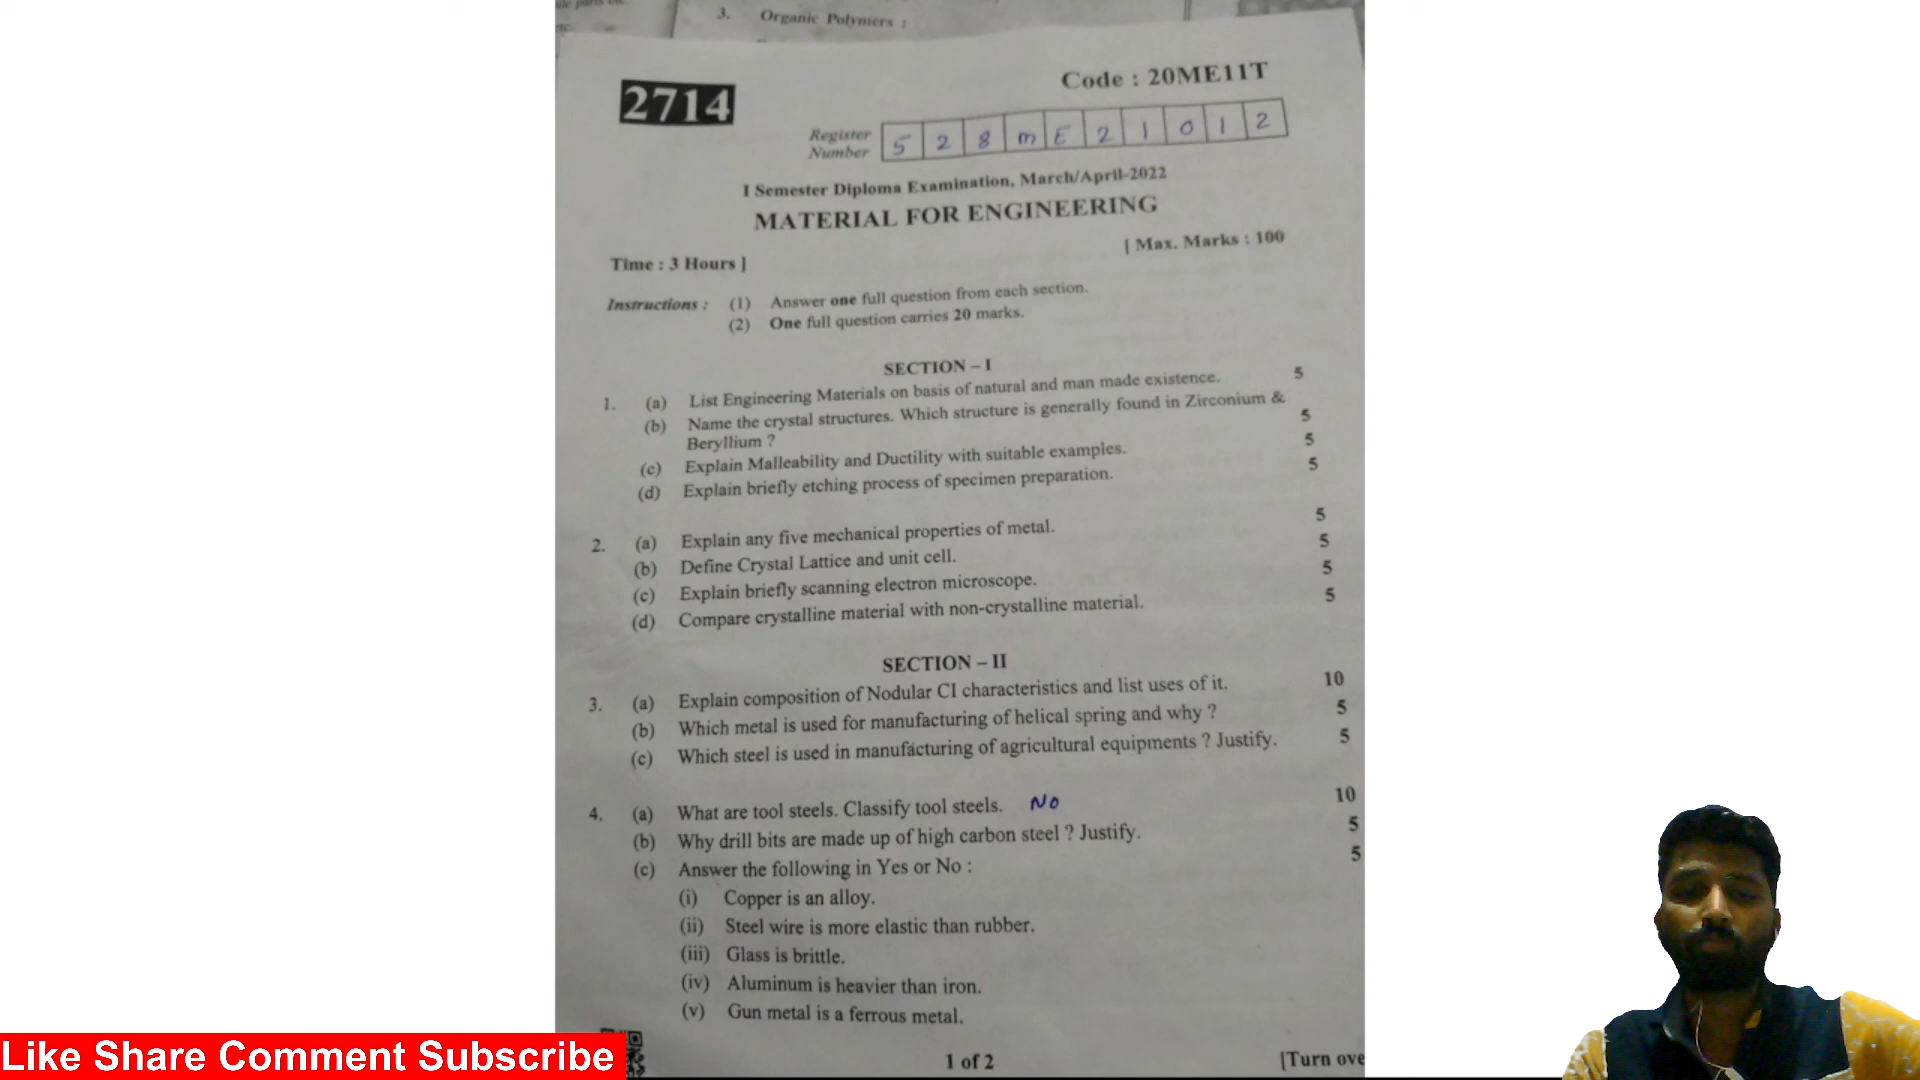 3. Organic Polymers :
2714
Code : 20ME11T
Register Number 5 2 8 m E 2 1 0 1 2
I Semester Diploma Examination, March/April-2022
MATERIAL FOR ENGINEERING
Time : 3 Hours ]
[ Max. Marks : 100
Instructions : (1) Answer one full question from each section.
(2) One full question carries 20 marks.
SECTION – I
1. (a) List Engineering Materials on basis of natural and man made existence. 5
(b) Name the crystal structures. Which structure is generally found in Zirconium &
Beryllium ? 5
(c) Explain Malleability and Ductility with suitable examples. 5
(d) Explain briefly etching process of specimen preparation. 5
2. (a) Explain any five mechanical properties of metal. 5
(b) Define Crystal Lattice and unit cell. 5
(c) Explain briefly scanning electron microscope. 5
(d) Compare crystalline material with non-crystalline material. 5
SECTION – II
3. (a) Explain composition of Nodular CI characteristics and list uses of it. 10
(b) Which metal is used for manufacturing of helical spring and why ? 5
(c) Which steel is used in manufacturing of agricultural equipments ? Justify. 5
4. (a) What are tool steels. Classify tool steels. No 10
(b) Why drill bits are made up of high carbon steel ? Justify. 5
(c) Answer the following in Yes or No : 5
(i) Copper is an alloy.
(ii) Steel wire is more elastic than rubber.
(iii) Glass is brittle.
(iv) Aluminum is heavier than iron.
(v) Gun metal is a ferrous metal.
1 of 2
[Turn ove
Like Share Comment Subscribe